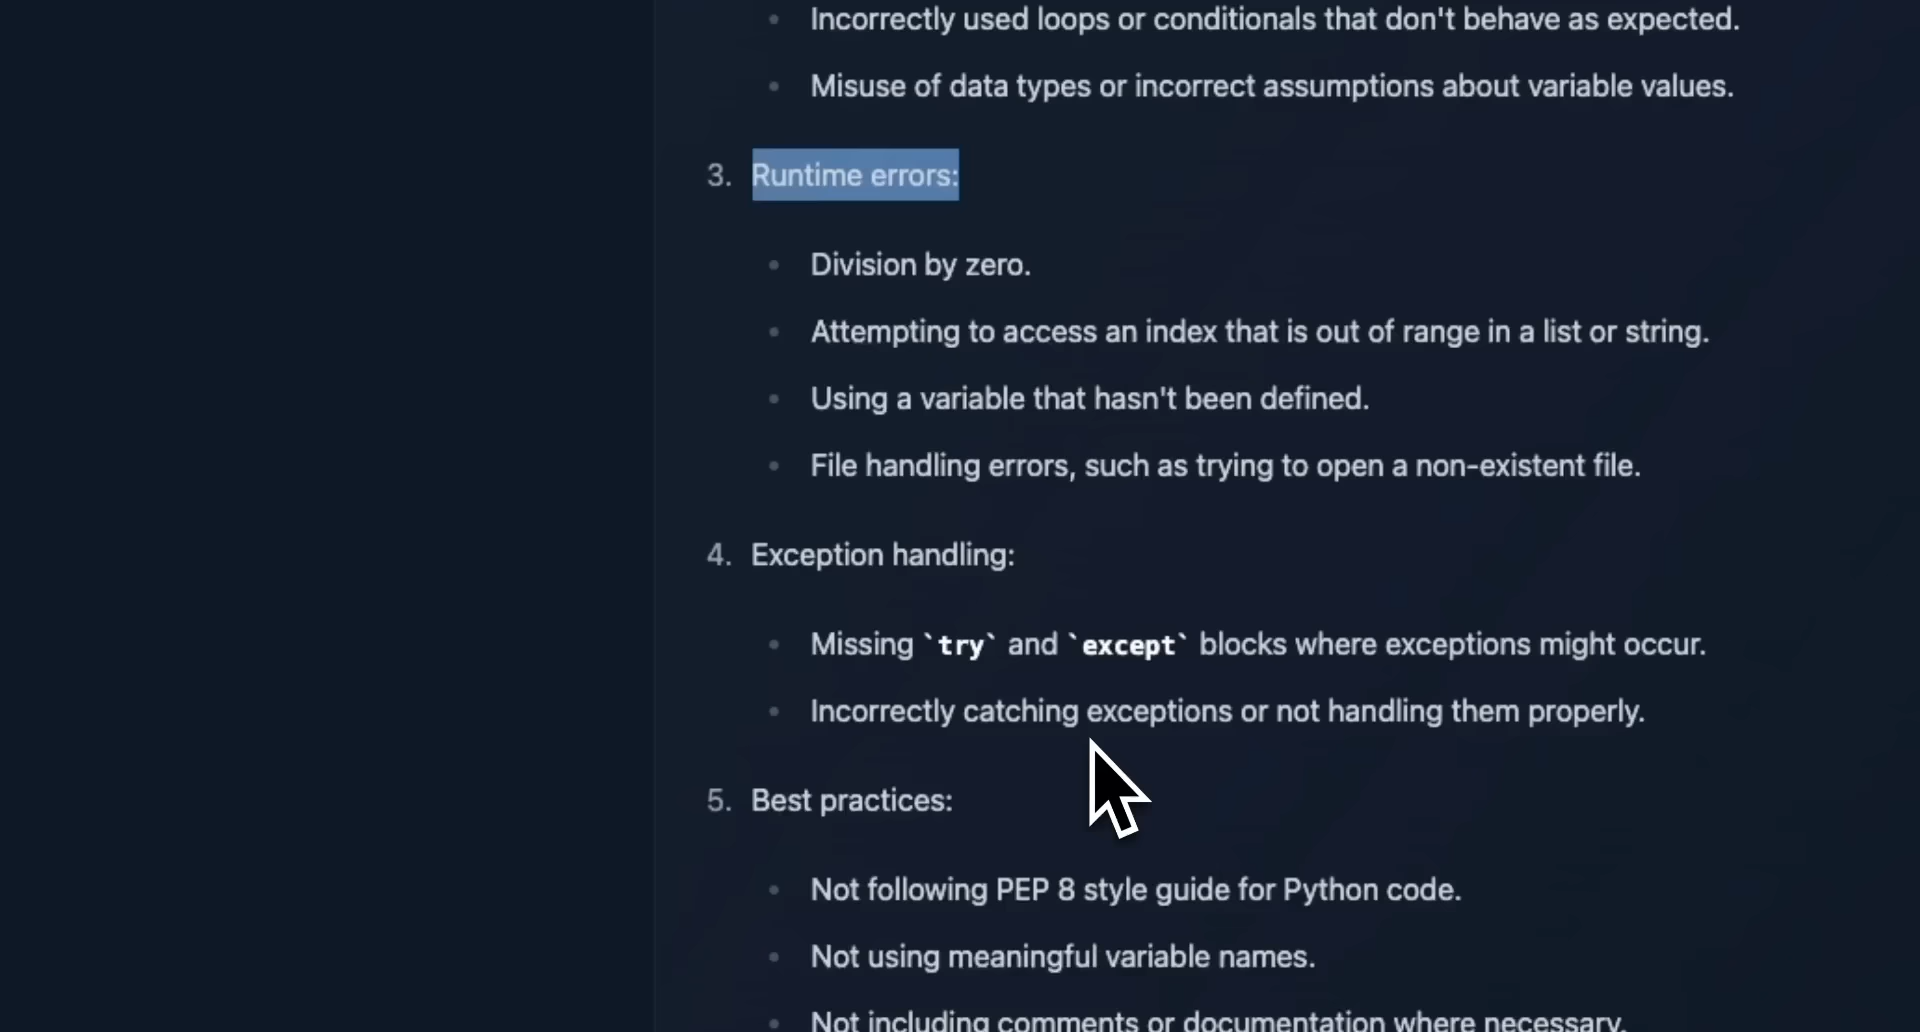 • Incorrectly used loops or conditionals that don't behave as expected.
• Misuse of data types or incorrect assumptions about variable values.
3. Runtime errors:
• Division by zero.
• Attempting to access an index that is out of range in a list or string.
• Using a variable that hasn't been defined.
• File handling errors, such as trying to open a non-existent file.
4. Exception handling:
• Missing `try` and `except` blocks where exceptions might occur.
• Incorrectly catching exceptions or not handling them properly.
5. Best practices:
• Not following PEP 8 style guide for Python code.
• Not using meaningful variable names.
• Not including comments or documentation where necessary.